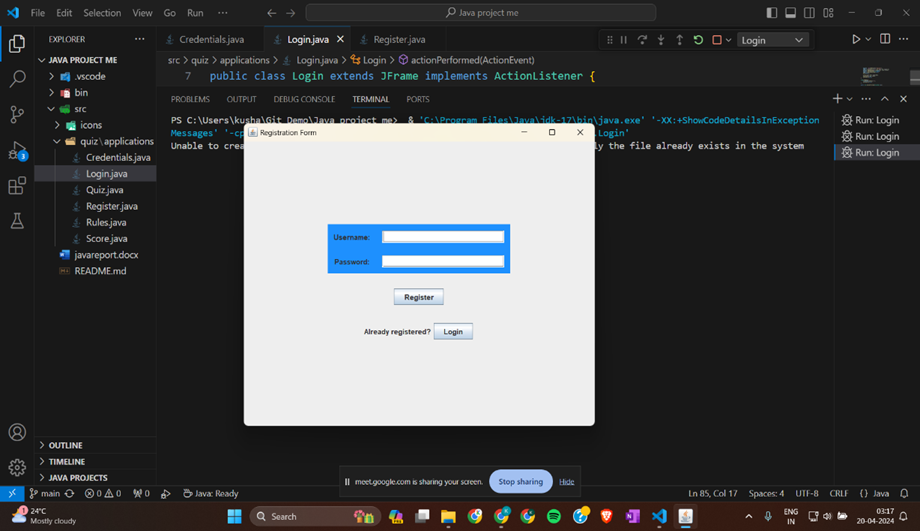 File Edit Selection View Go Run ··· Java project me
EXPLORER ···
Credentials.java Login.java Register.java Login
JAVA PROJECT ME
.vscode
bin
src
icons
quiz\applications
Credentials.java
Login.java
Quiz.java
Register.java
Rules.java
Score.java
javareport.docx
README.md
OUTLINE
TIMELINE
JAVA PROJECTS
src > quiz > applications > Login.java > Login > actionPerformed(ActionEvent)
7 public class Login extends JFrame implements ActionListener {
PROBLEMS OUTPUT DEBUG CONSOLE TERMINAL PORTS
PS C:\Users\kusha\Git Demo\Java project me> & 'C:\Program Files\Java\jdk-17\bin\java.exe' '-XX:+ShowCodeDetailsInException
Messages' '-cp .Login'
Unable to crea ly the file already exists in the system
Run: Login
Run: Login
Run: Login
Registration Form
Username:
Password:
Register
Already registered? Login
meet.google.com is sharing your screen. Stop sharing Hide
main 0 0 0 Java: Ready Ln 85, Col 17 Spaces: 4 UTF-8 CRLF {} Java
24°C
Mostly cloudy
Search
ENG
IN
03:17
20-04-2024